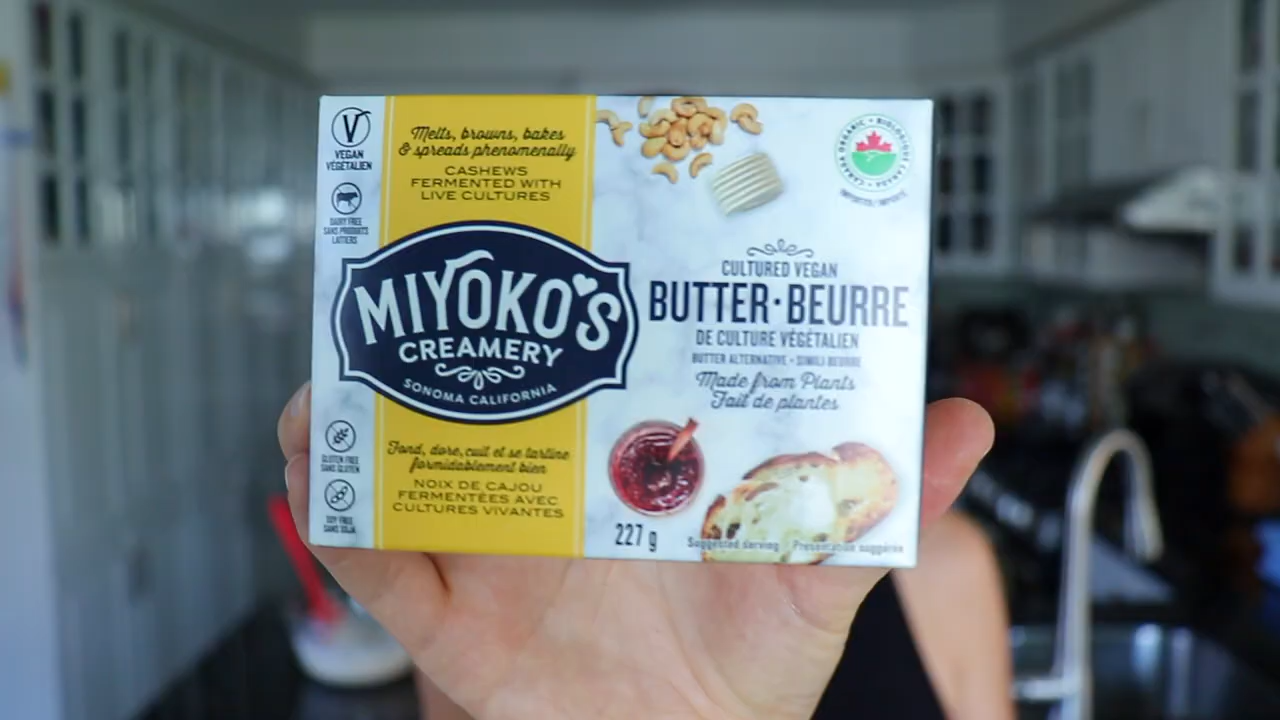 VEGAN
VÉGÉTALIEN
DAIRY FREE
SANS PRODUITS
LAITIERS
GLUTEN FREE
SANS GLUTEN
SOY FREE
SANS SOJA
Melts, browns, bakes
& spreads phenomenally
CASHEWS
FERMENTED WITH
LIVE CULTURES
MIYOKO'S
CREAMERY
SONOMA CALIFORNIA
Fond, dore, cuit et se tartine
formidablement bien
NOIX DE CAJOU
FERMENTÉES AVEC
CULTURES VIVANTES
CANADA ORGANIC • BIOLOGIQUE CANADA
IMPORTED/IMPORTÉ
CULTURED VEGAN
BUTTER • BEURRE
DE CULTURE VÉGÉTALIEN
BUTTER ALTERNATIVE • SIMILI BEURRE
Made from Plants
Fait de plantes
227 g
Suggested serving / Présentation suggérée